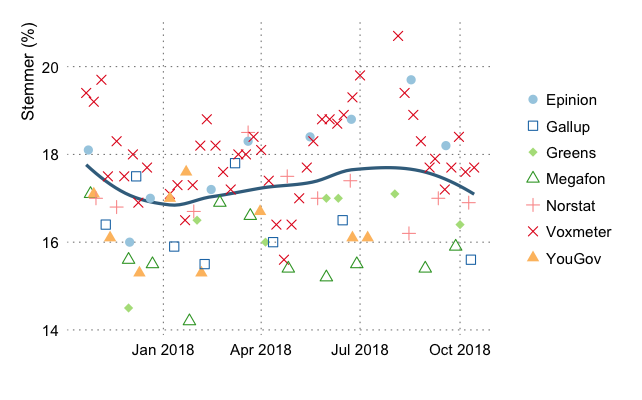 Stemmer (%)
20
18
16
14
Jan 2018
Apr 2018
Jul 2018
Oct 2018
Epinion
Gallup
Greens
Megafon
Norstat
Voxmeter
YouGov